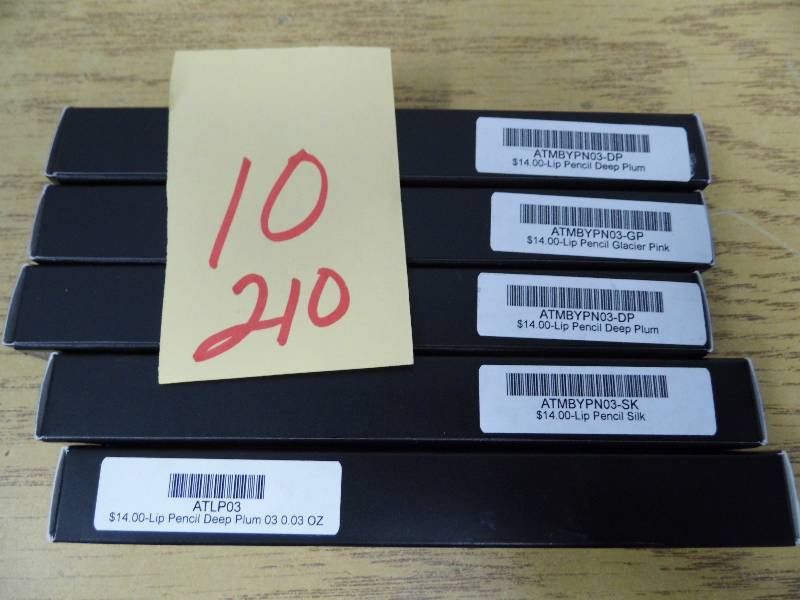 10
210
ATMBYPN03-DP
$14.00-Lip Pencil Deep Plum
ATMBYPN03-GP
$14.00-Lip Pencil Glacier Pink
ATMBYPN03-DP
$14.00-Lip Pencil Deep Plum
ATMBYPN03-SK
$14.00-Lip Pencil Silk
ATLP03
$14.00-Lip Pencil Deep Plum 03 0.03 OZ